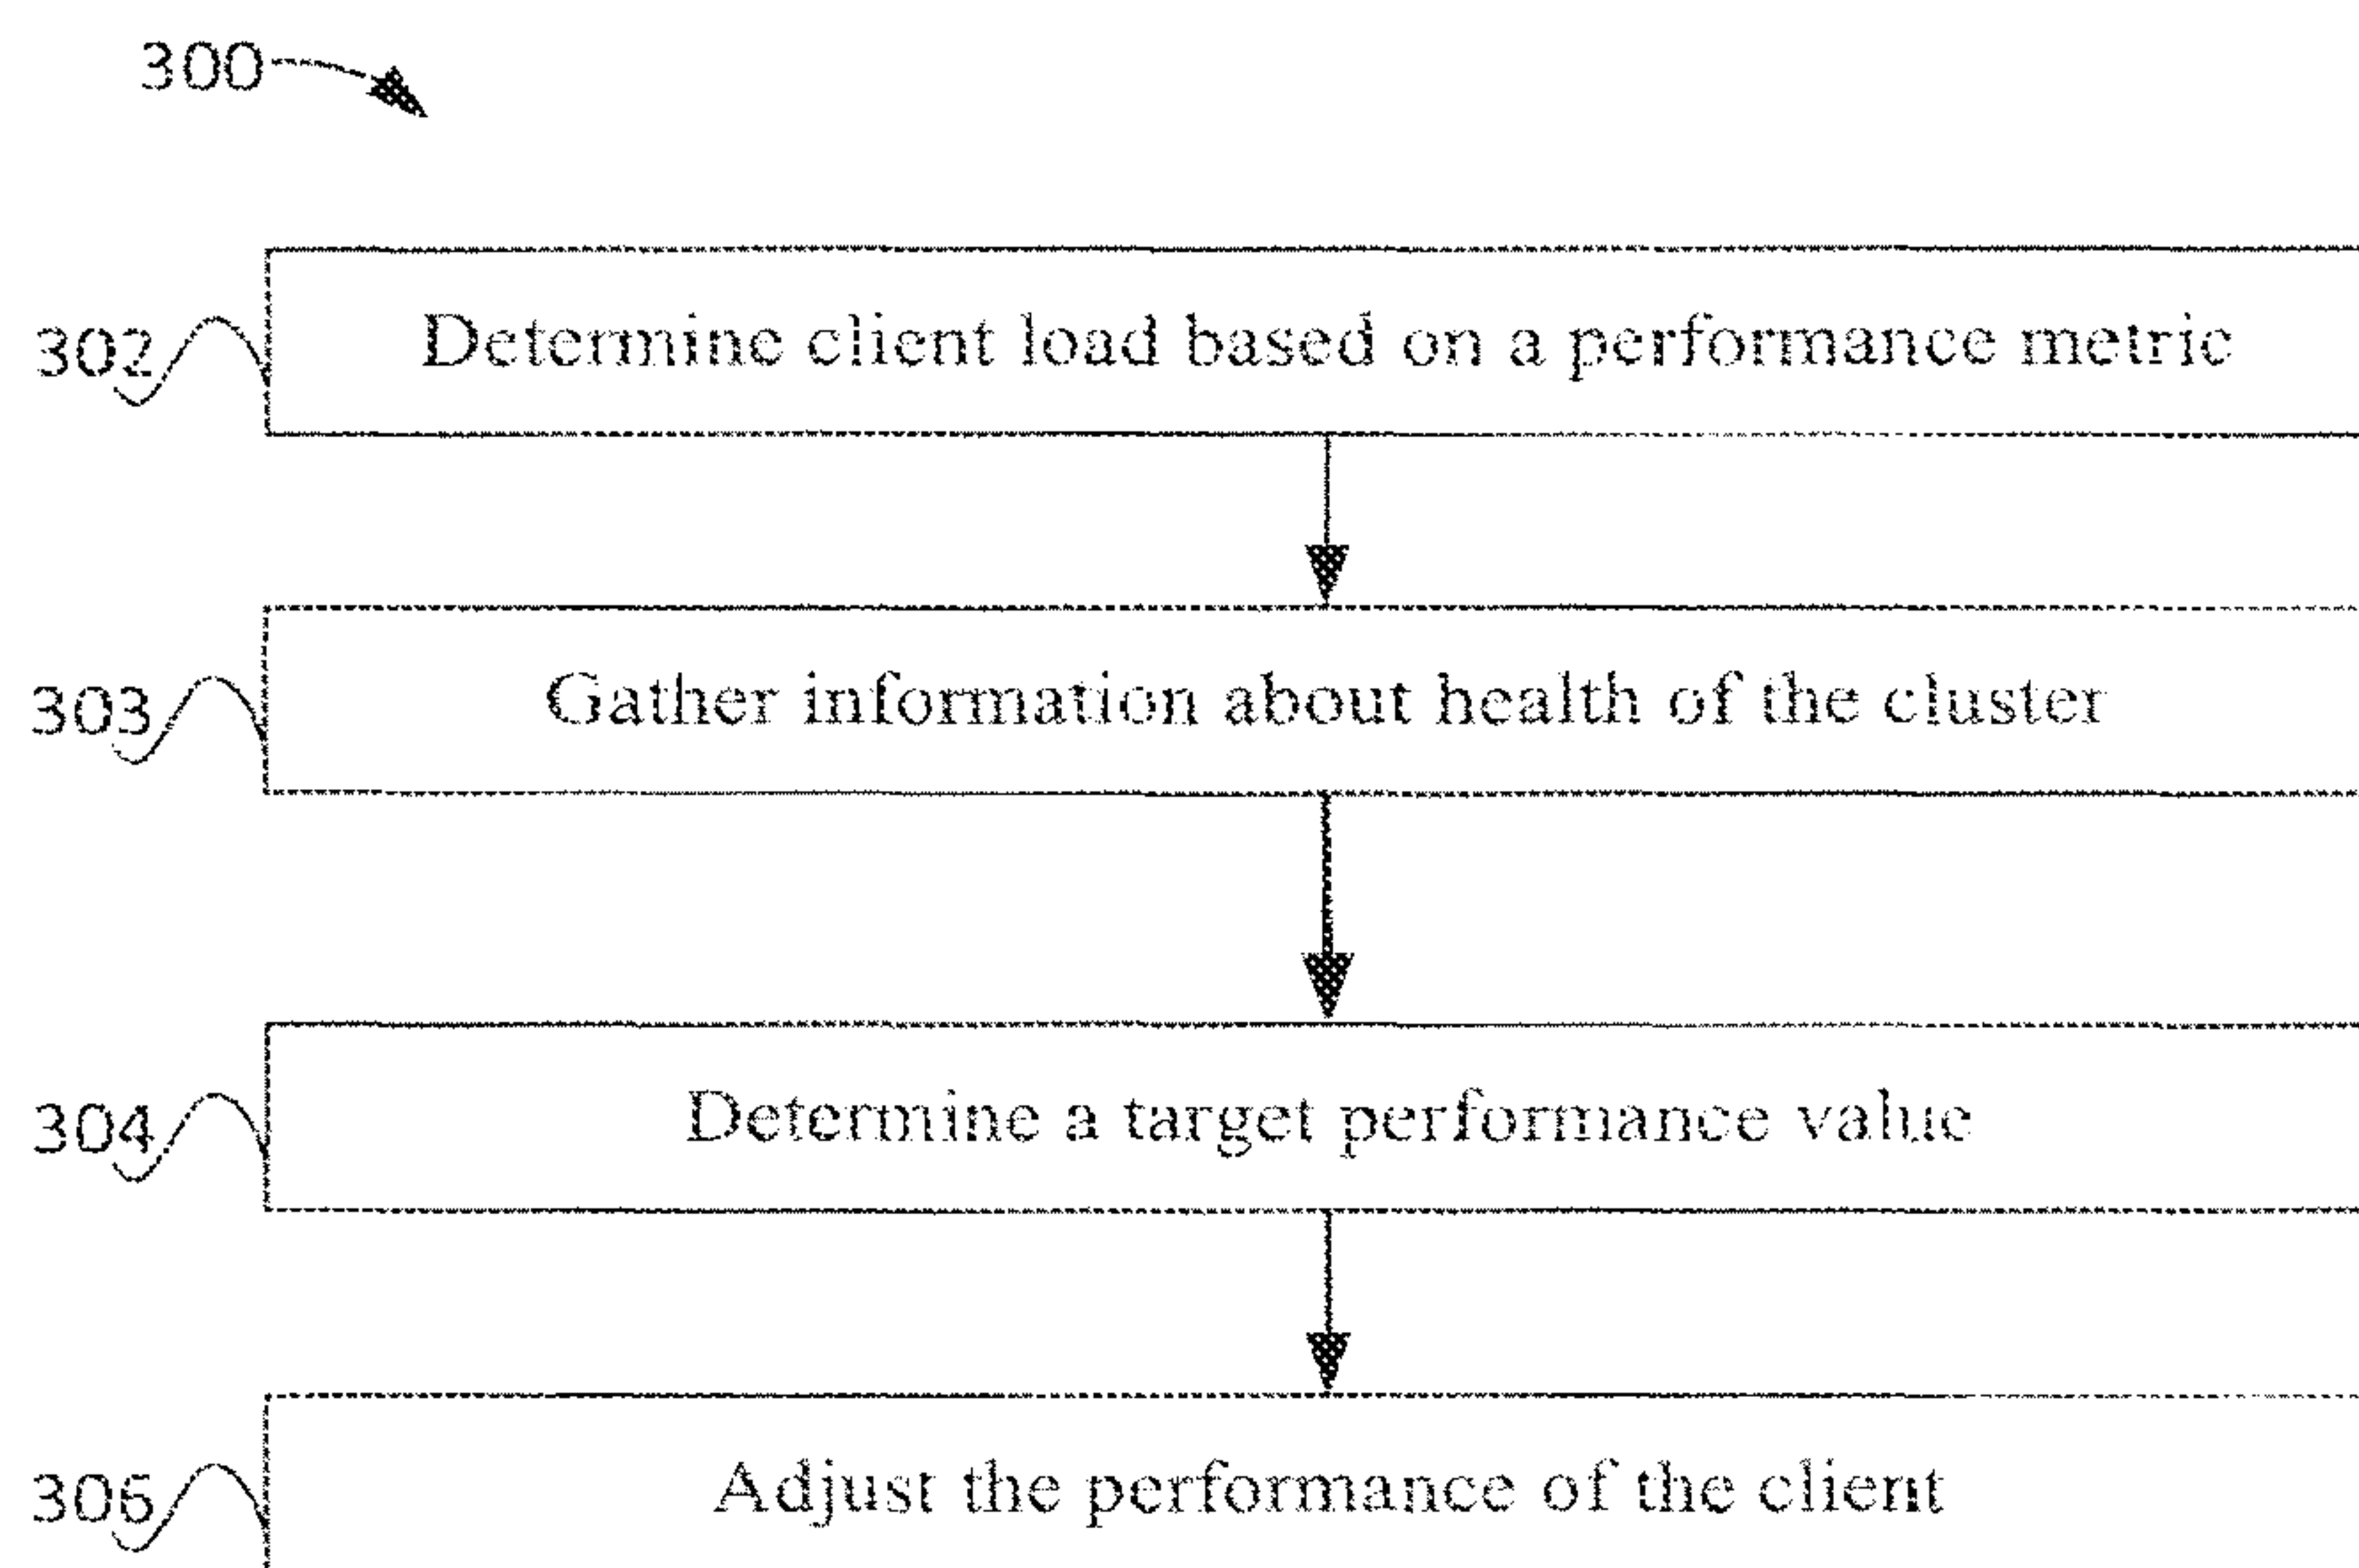 300
302 Determine client load based on a performance metric
303 Gather information about health of the cluster
304 Determine a target performance value
306 Adjust the performance of the client